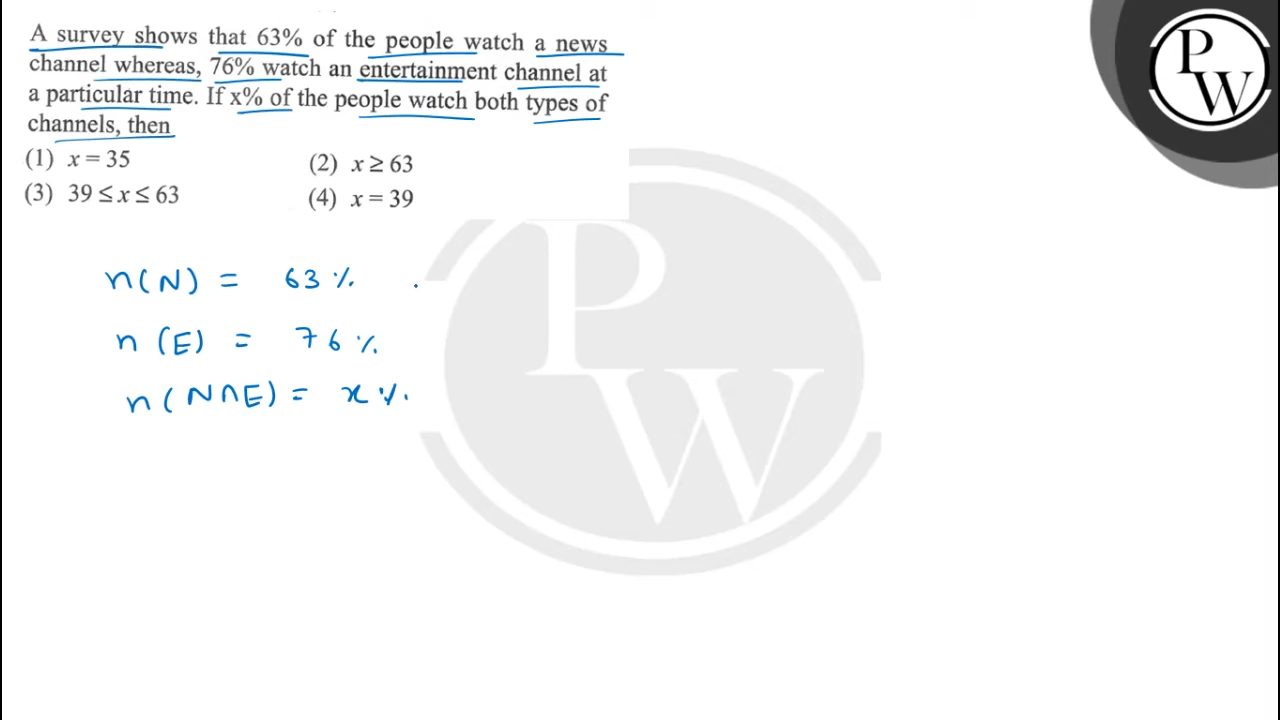 A survey shows that 63% of the people watch a news
channel whereas, 76% watch an entertainment channel at
a particular time. If x% of the people watch both types of
channels, then
(1) x = 35 (2) x ≥ 63
(3) 39 ≤ x ≤ 63 (4) x = 39
n(N) = 63 %
n(E) = 76 %
n(N∩E) = x %
P
W
P
W